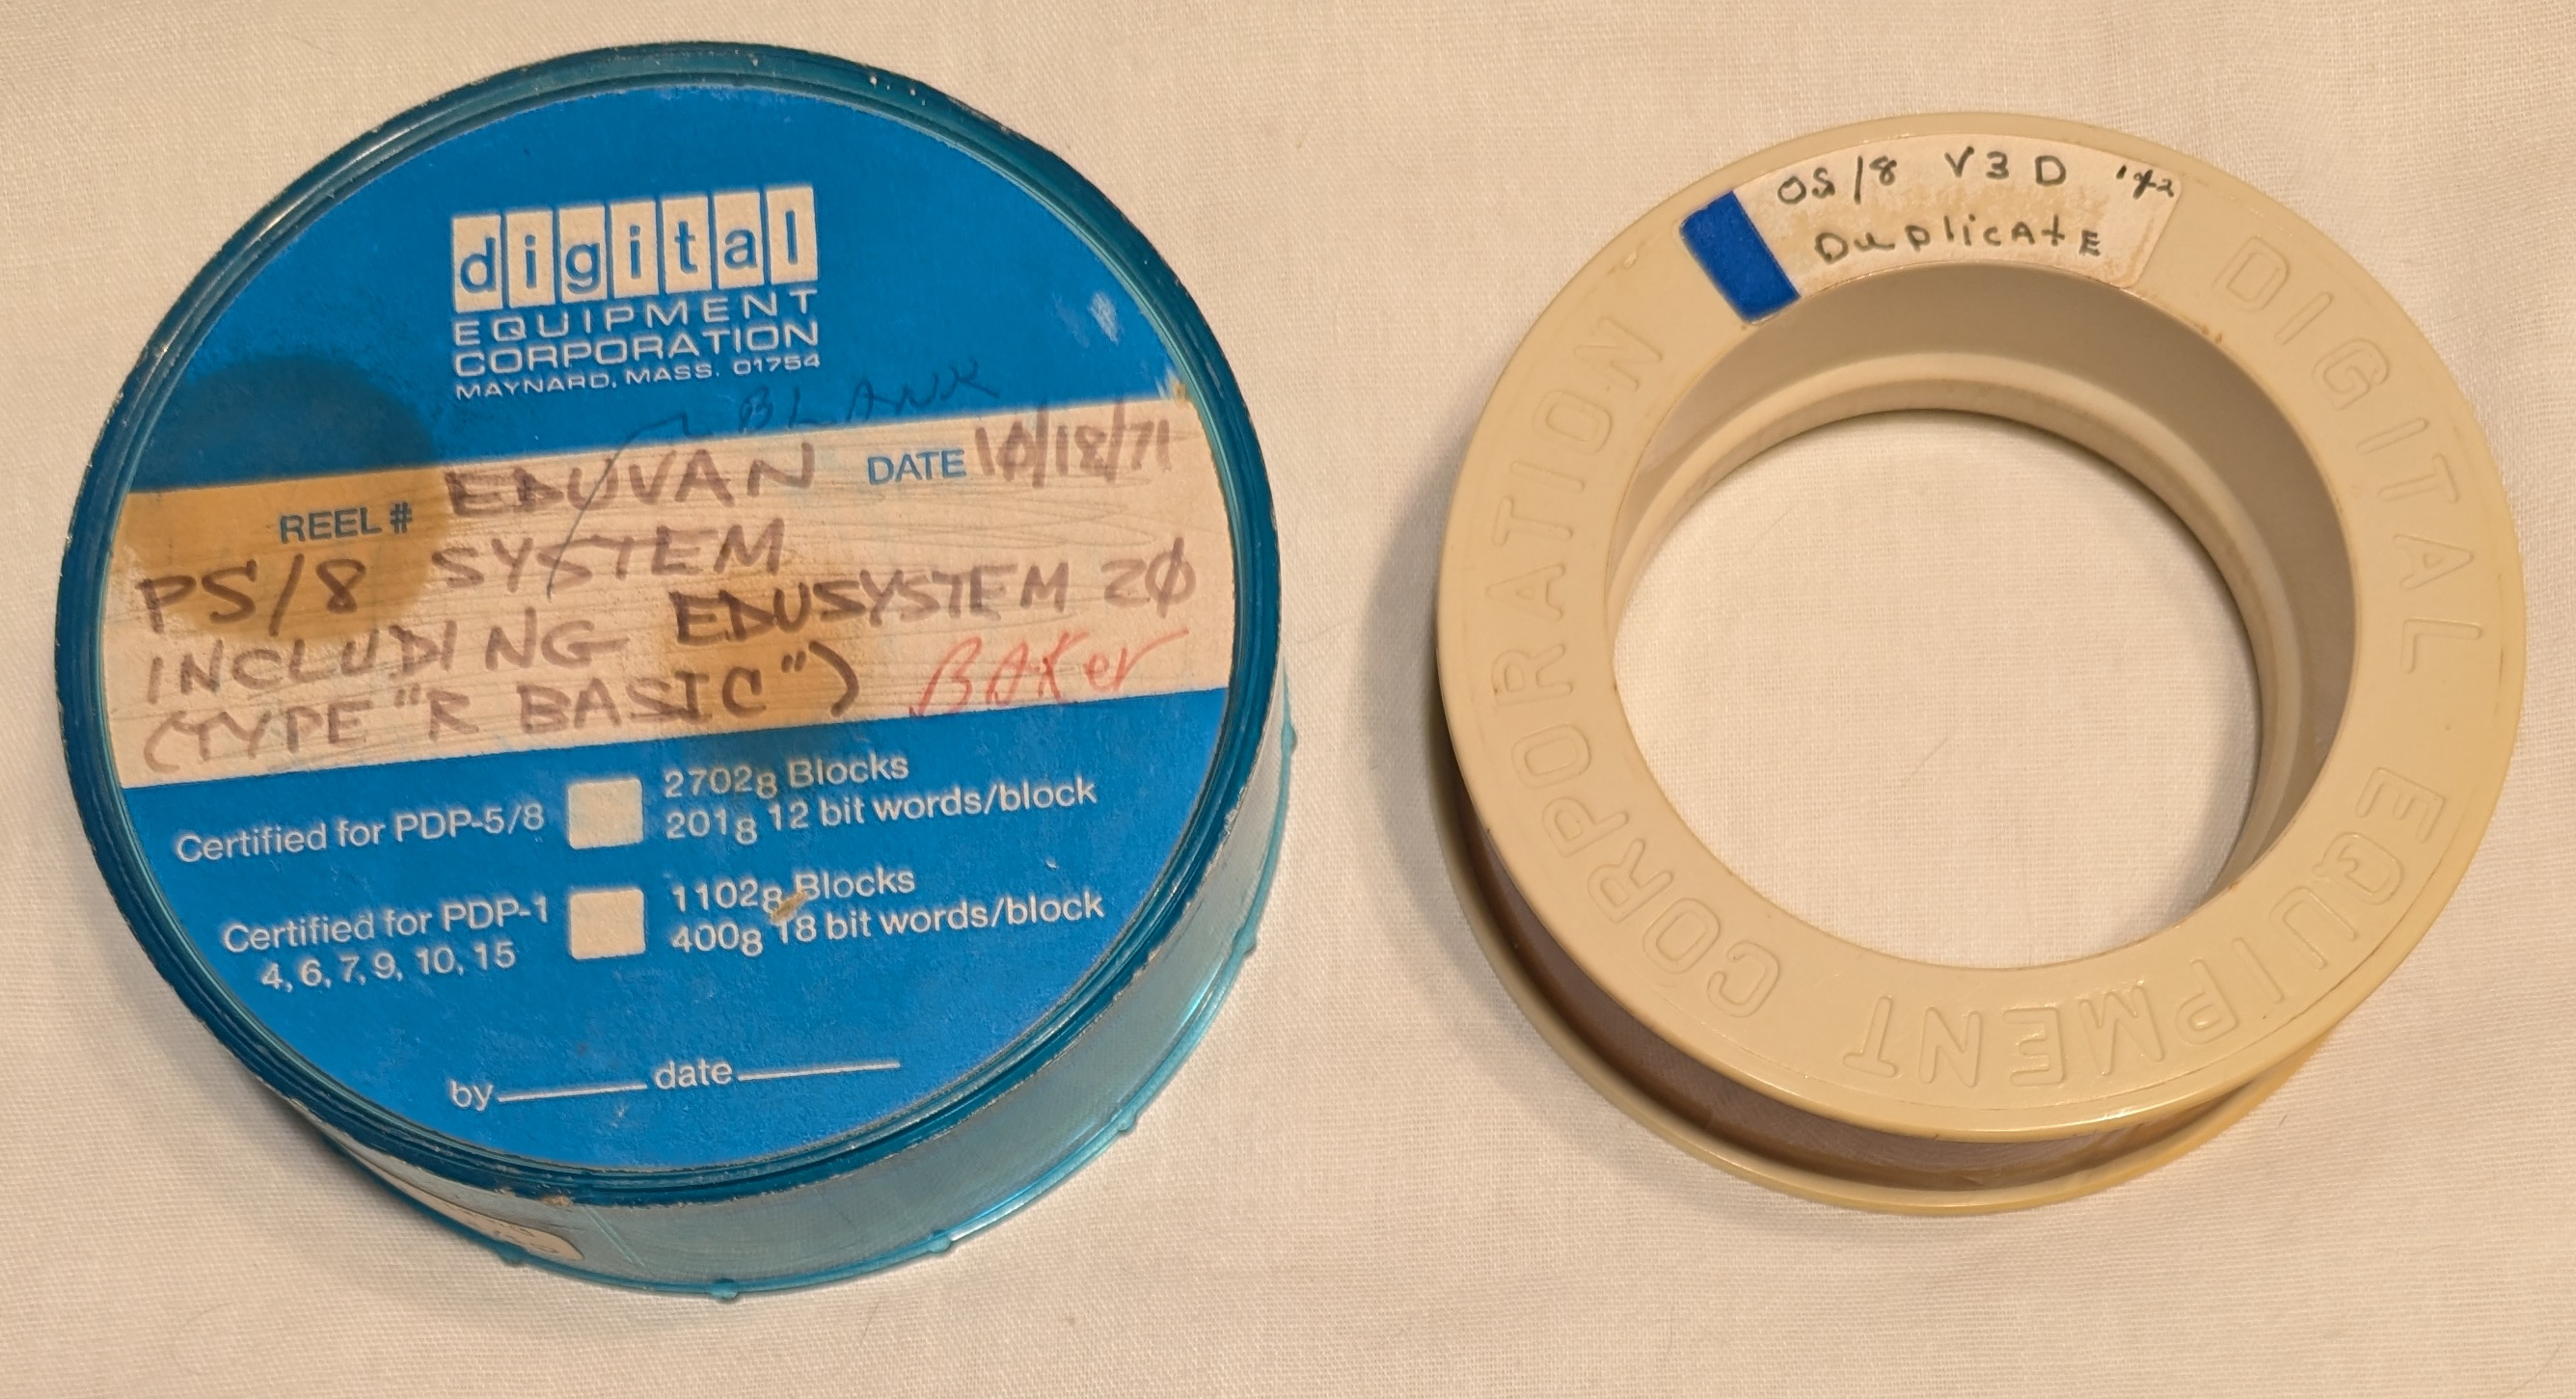 digital
EQUIPMENT
CORPORATION
MAYNARD, MASS. 01754
BLANK
REEL # EDUVAN DATE 10/18/71
PS/8 SYSTEM
INCLUDING EDUSYSTEM 2Ø
(TYPE "R BASIC") BAKer
Certified for PDP-5/8
2702₈ Blocks
201₈ 12 bit words/block
Certified for PDP-1
4, 6, 7, 9, 10, 15
1102₈ Blocks
400₈ 18 bit words/block
by date
OS/8 V3D
DuplicAtE
DIGITAL EQUIPMENT CORPORATION